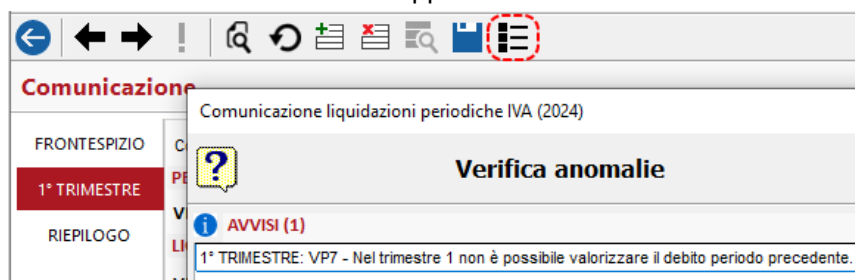 Comunicazione
Comunicazione liquidazioni periodiche IVA (2024)
FRONTESPIZIO
1° TRIMESTRE
RIEPILOGO
Verifica anomalie
AVVISI (1)
1° TRIMESTRE: VP7 - Nel trimestre 1 non è possibile valorizzare il debito periodo precedente.